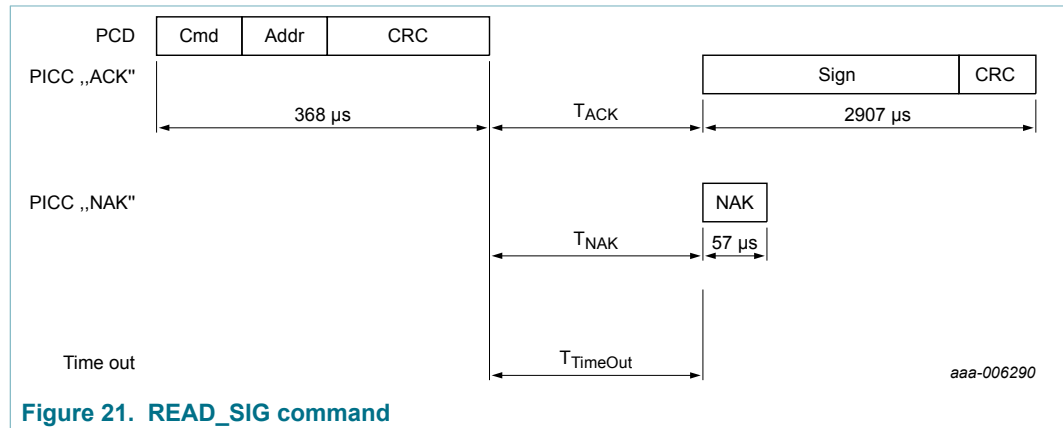 PCD Cmd Addr CRC
PICC ,,ACK" Sign CRC
368 µs TACK 2907 µs
PICC ,,NAK" NAK
TNAK 57 µs
Time out TTimeOut aaa-006290
Figure 21. READ_SIG command